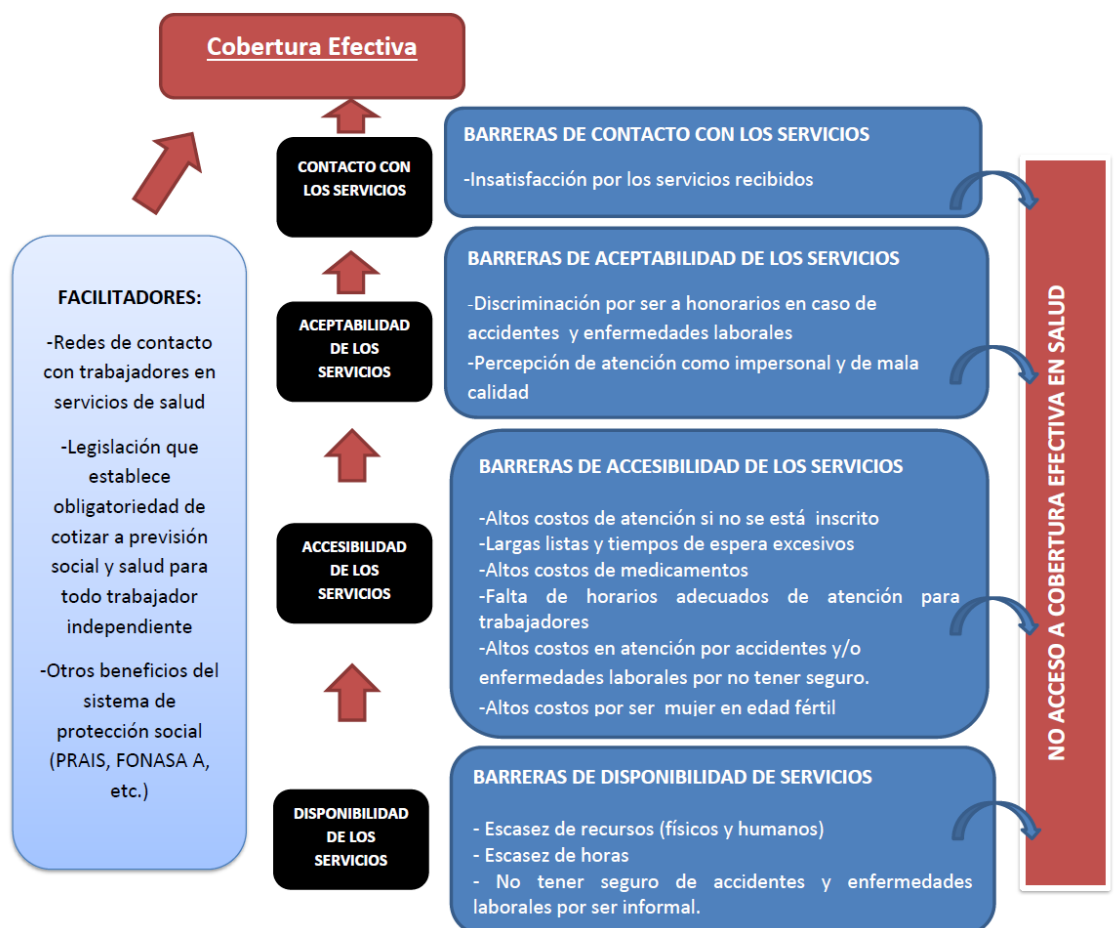 Cobertura Efectiva
FACILITADORES:
-Redes de contacto
con trabajadores en
servicios de salud
-Legislación que
establece
obligatoriedad de
cotizar a previsión
social y salud para
todo trabajador
independiente
-Otros beneficios del
sistema de
protección social
(PRAIS, FONASA A,
etc.)
CONTACTO CON
LOS SERVICIOS
BARRERAS DE CONTACTO CON LOS SERVICIOS
-Insatisfacción por los servicios recibidos
ACEPTABILIDAD
DE LOS
SERVICIOS
BARRERAS DE ACEPTABILIDAD DE LOS SERVICIOS
-Discriminación por ser a honorarios en caso de
accidentes y enfermedades laborales
-Percepción de atención como impersonal y de mala
calidad
ACCESIBILIDAD
DE LOS
SERVICIOS
BARRERAS DE ACCESIBILIDAD DE LOS SERVICIOS
-Altos costos de atención si no se está inscrito
-Largas listas y tiempos de espera excesivos
-Altos costos de medicamentos
-Falta de horarios adecuados de atención para
trabajadores
-Altos costos en atención por accidentes y/o
enfermedades laborales por no tener seguro.
-Altos costos por ser mujer en edad fértil
DISPONIBILIDAD
DE LOS
SERVICIOS
BARRERAS DE DISPONIBILIDAD DE SERVICIOS
- Escasez de recursos (físicos y humanos)
- Escasez de horas
- No tener seguro de accidentes y enfermedades
laborales por ser informal.
NO ACCESO A COBERTURA EFECTIVA EN SALUD